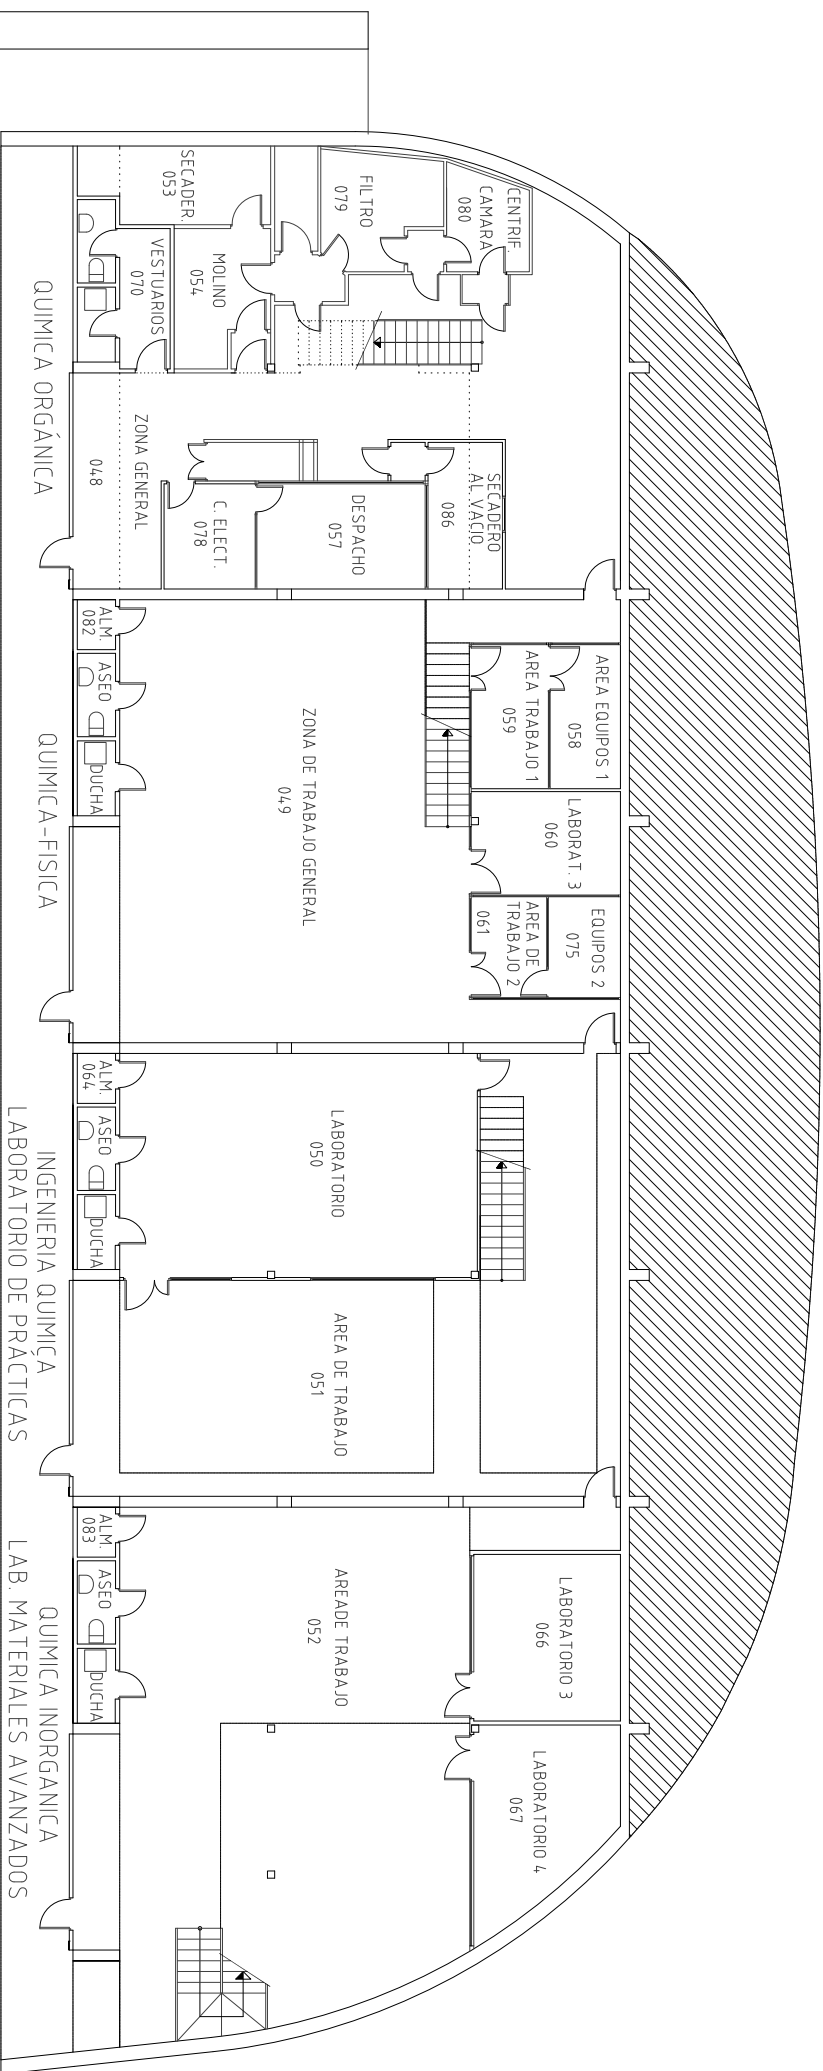 SECADER.
053
FILTRO
079
CENTRIF.
CAMARA
080
VESTUARIOS
070
MOLINO
054
QUIMICA ORGÁNICA
048
ZONA GENERAL
C. ELECT.
078
DESPACHO
057
SECADERO
AL VACIO
086
ALM.
082
ASEO
DUCHA
QUIMICA-FISICA
ZONA DE TRABAJO GENERAL
049
AREA EQUIPOS 1
058
AREA TRABAJO 1
059
LABORAT. 3
060
EQUIPOS 2
075
AREA DE
TRABAJO 2
061
ALM.
064
ASEO
DUCHA
INGENIERIA QUIMICA
LABORATORIO DE PRÁCTICAS
LABORATORIO
050
AREA DE TRABAJO
051
ALM.
083
ASEO
DUCHA
QUIMICA INORGANICA
LAB. MATERIALES AVANZADOS
AREADE TRABAJO
052
LABORATORIO 3
066
LABORATORIO 4
067